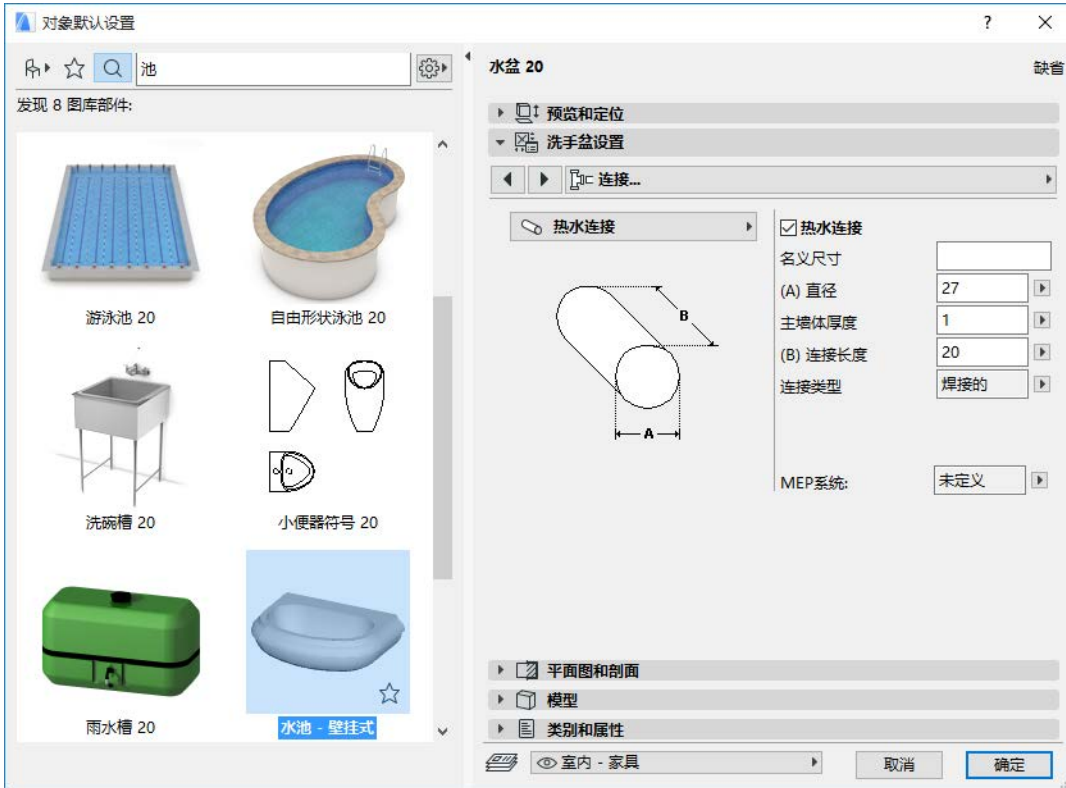 对象默认设置
?
池
发现 8 图库部件:
游泳池 20
自由形状泳池 20
洗碗槽 20
小便器符号 20
雨水槽 20
水池 - 壁挂式
水盆 20
缺省
预览和定位
洗手盆设置
连接...
热水连接
热水连接
名义尺寸
(A) 直径
27
主墙体厚度
1
(B) 连接长度
20
连接类型
焊接的
MEP系统:
未定义
B
A
平面图和剖面
模型
类别和属性
室内 - 家具
取消
确定